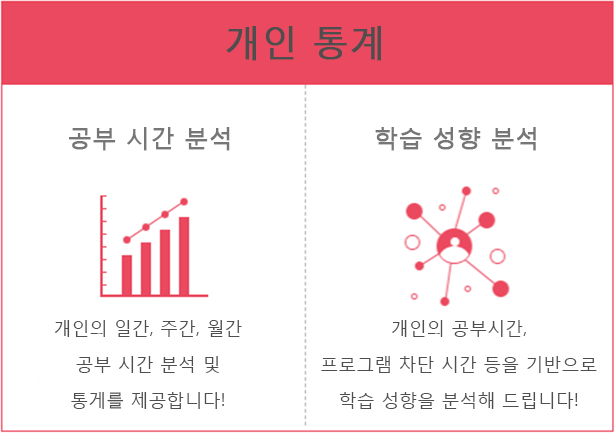 개인 통계
공부 시간 분석
개인의 일간, 주간, 월간
공부 시간 분석 및
통게를 제공합니다!
학습 성향 분석
개인의 공부시간,
프로그램 차단 시간 등을 기반으로
학습 성향을 분석해 드립니다!